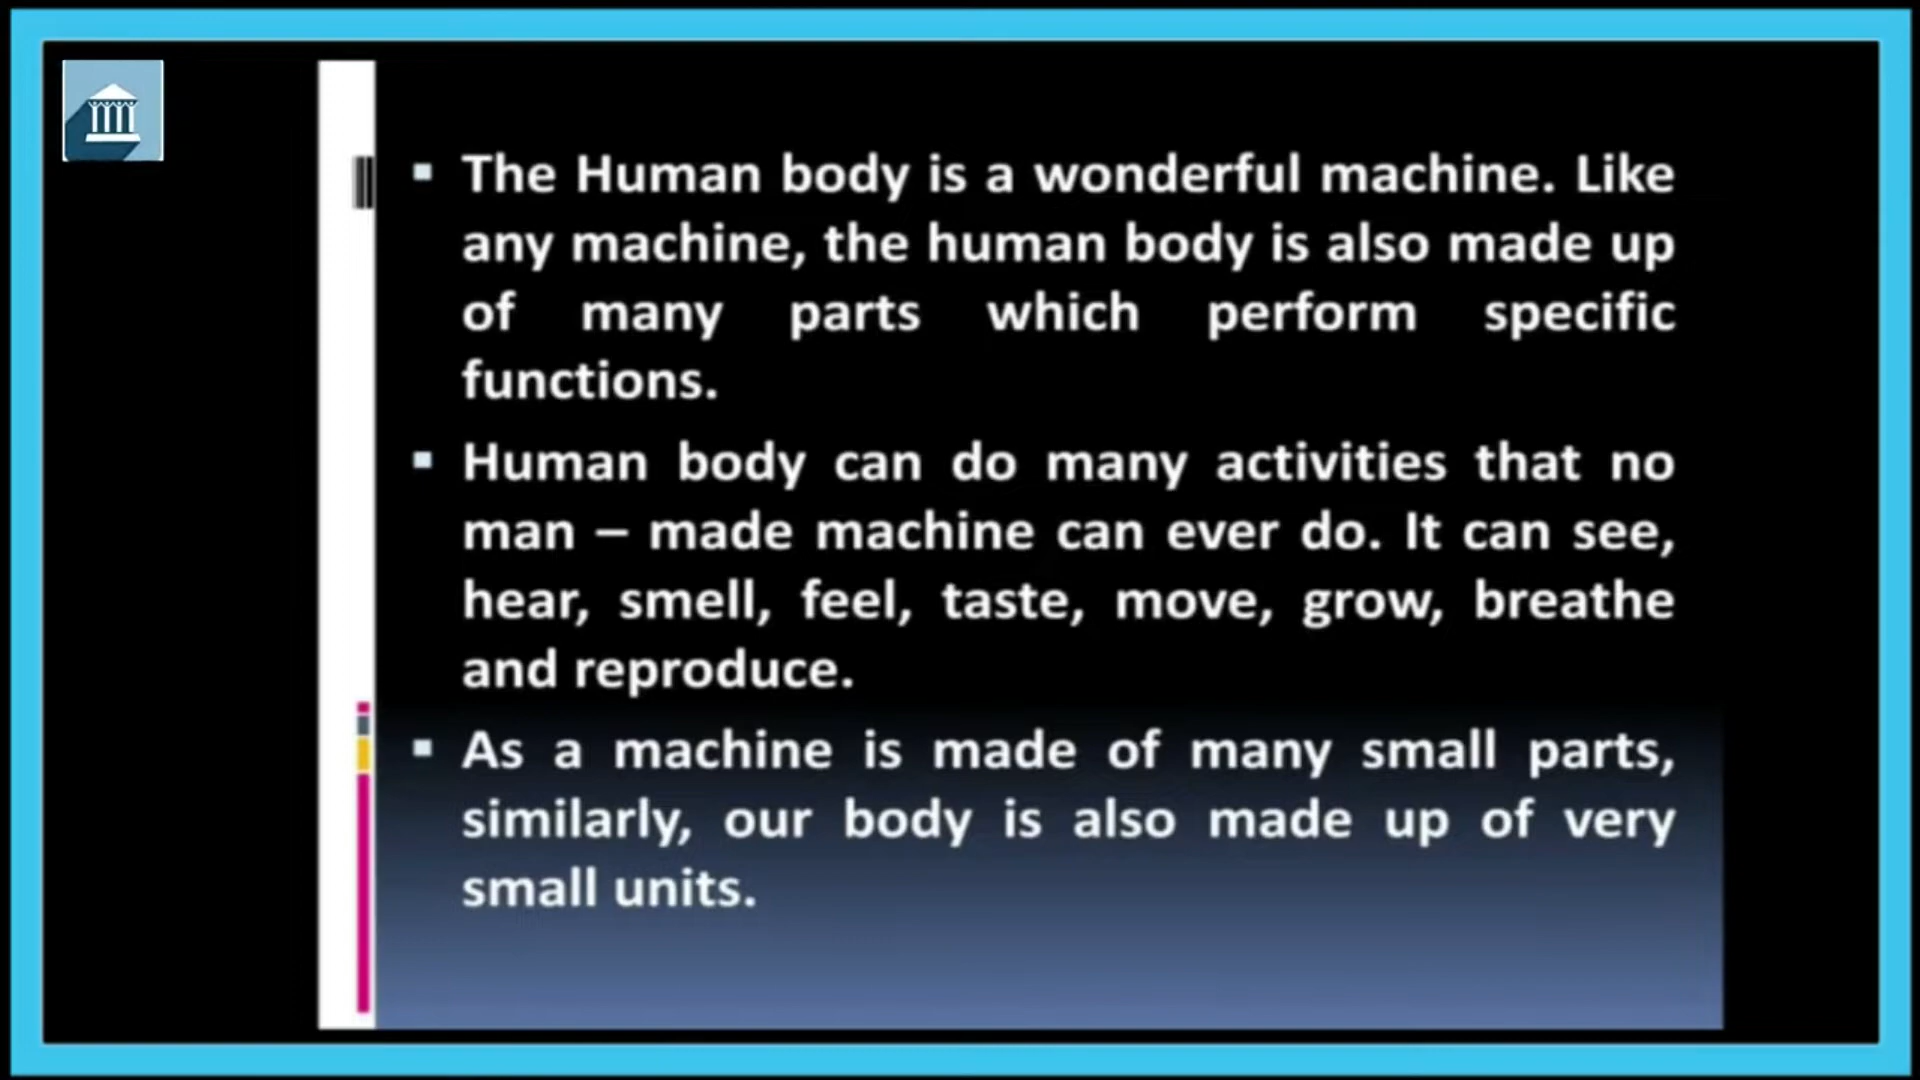 The Human body is a wonderful machine. Like
any machine, the human body is also made up
of many parts which perform specific
functions.
Human body can do many activities that no
man – made machine can ever do. It can see,
hear, smell, feel, taste, move, grow, breathe
and reproduce.
As a machine is made of many small parts,
similarly, our body is also made up of very
small units.